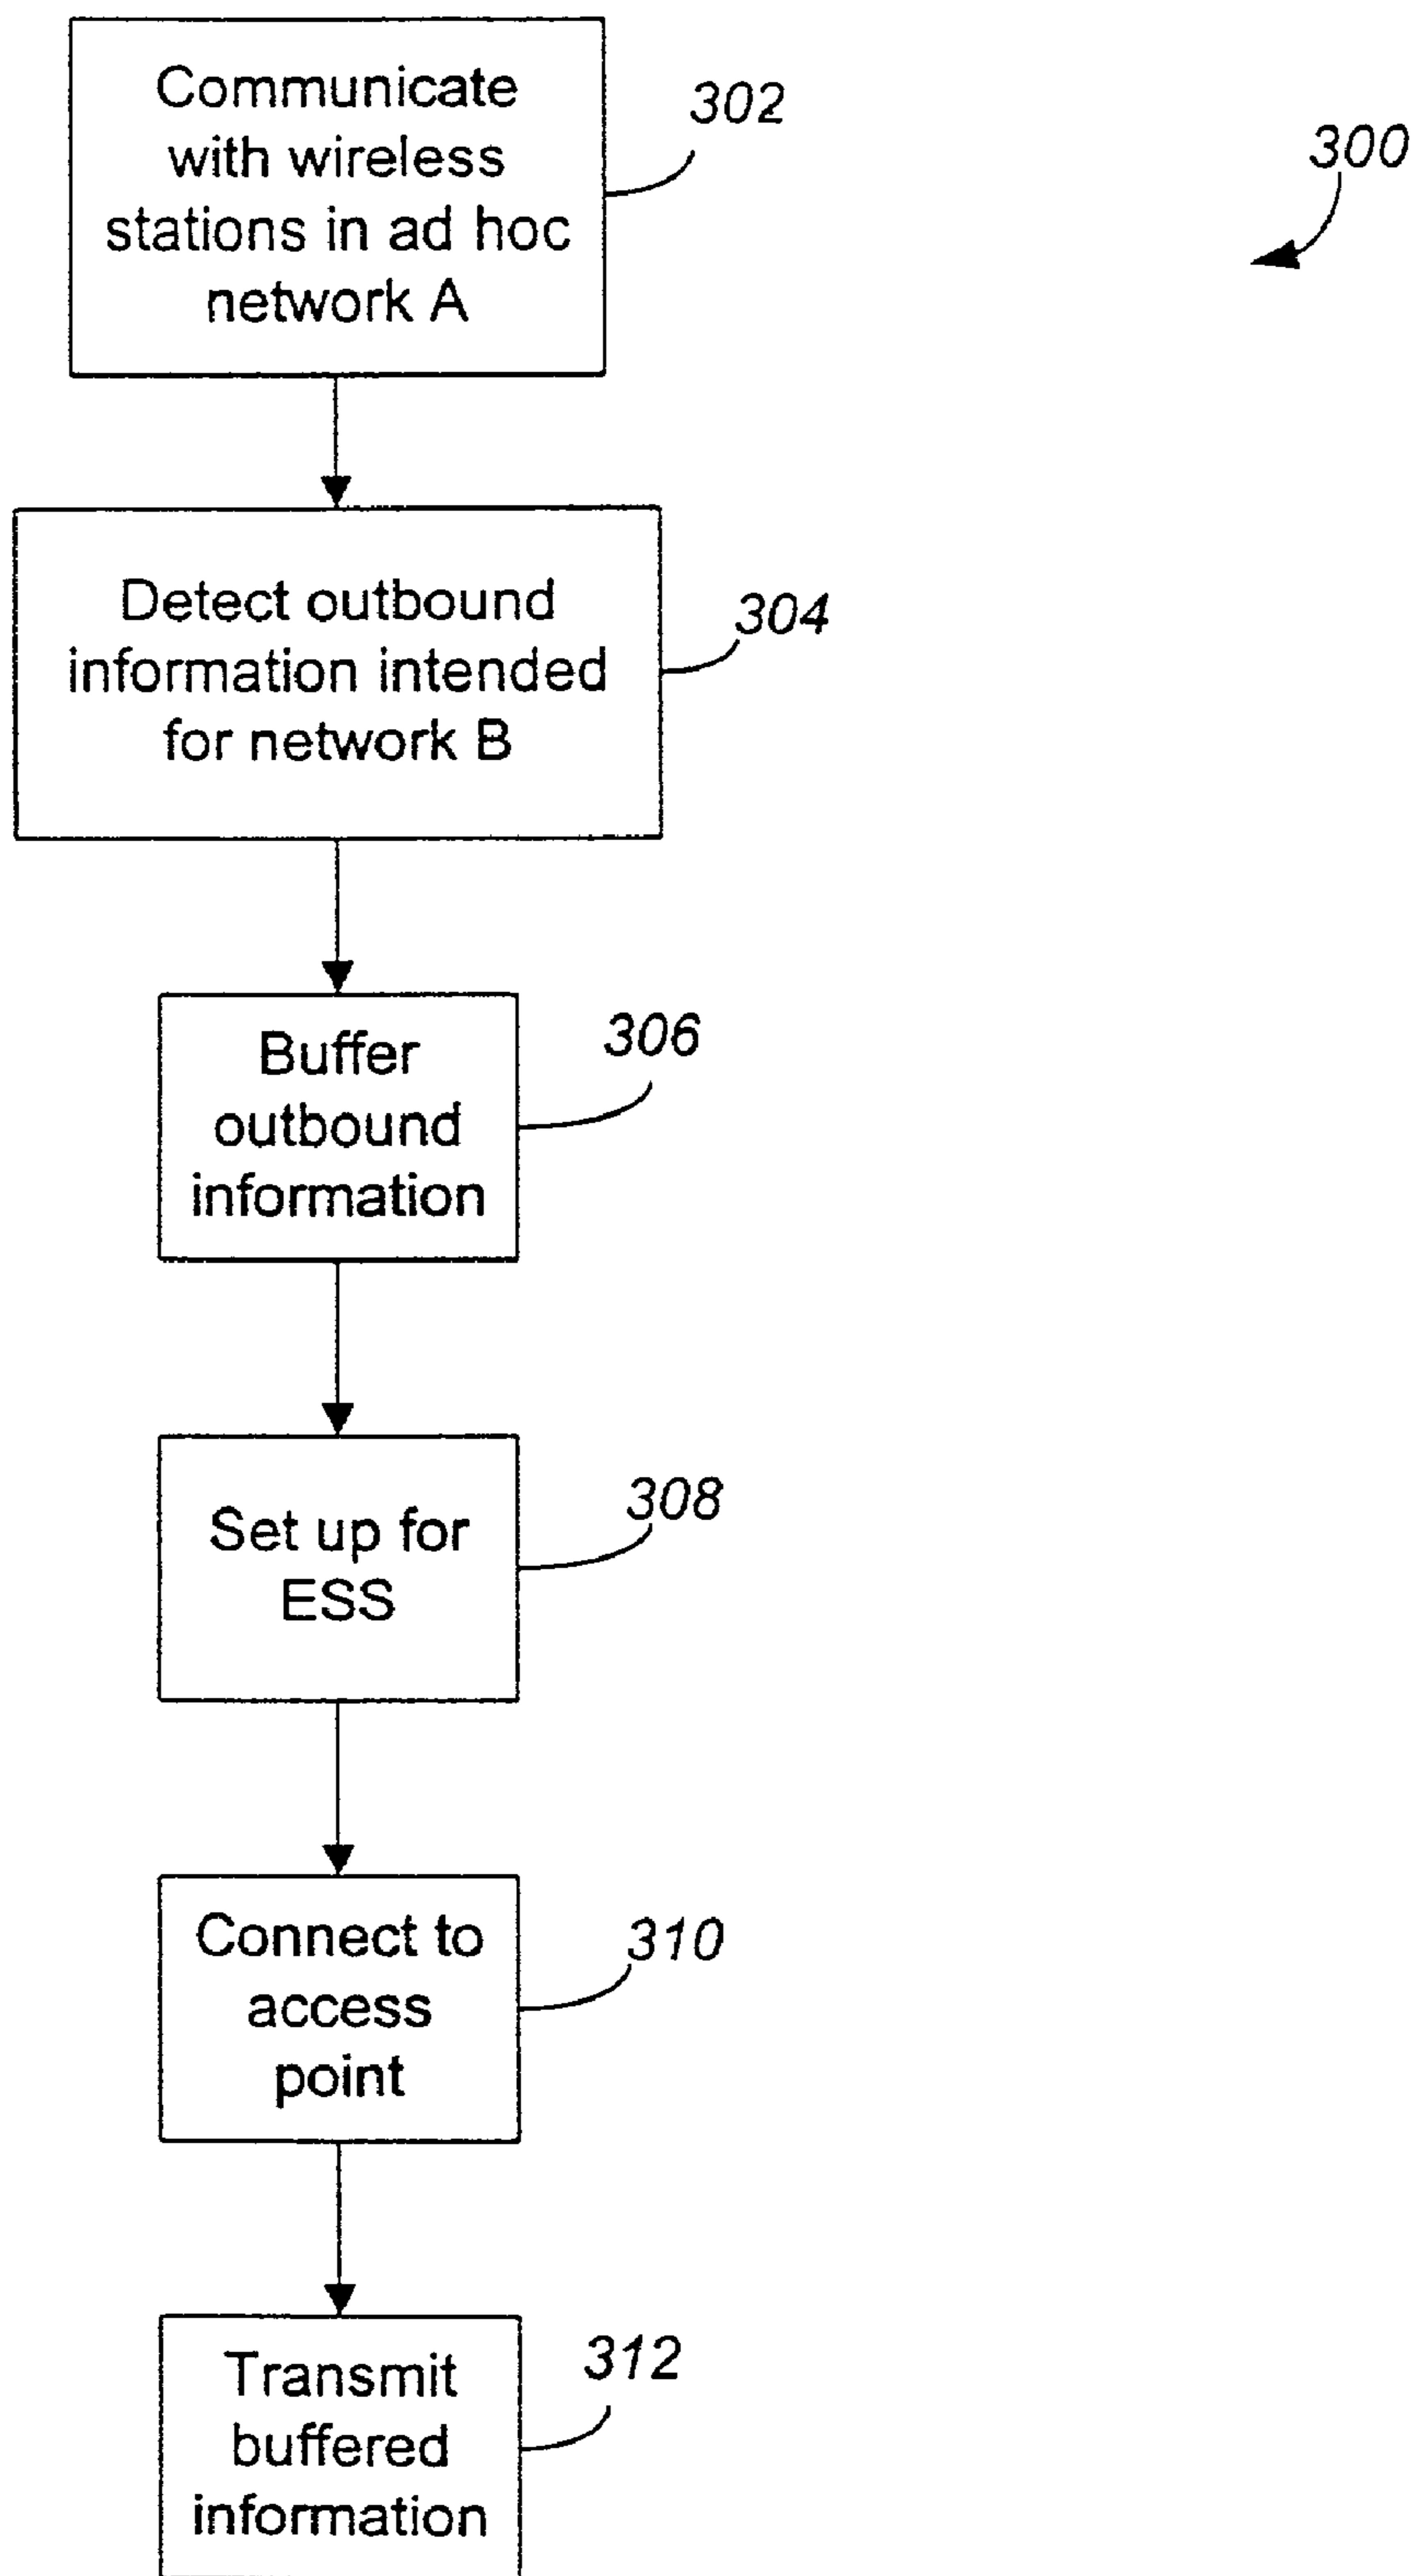 Communicate
with wireless
stations in ad hoc
network A
302
300
Detect outbound
information intended
for network B
304
Buffer
outbound
information
306
Set up for
ESS
308
Connect to
access
point
310
Transmit
buffered
information
312